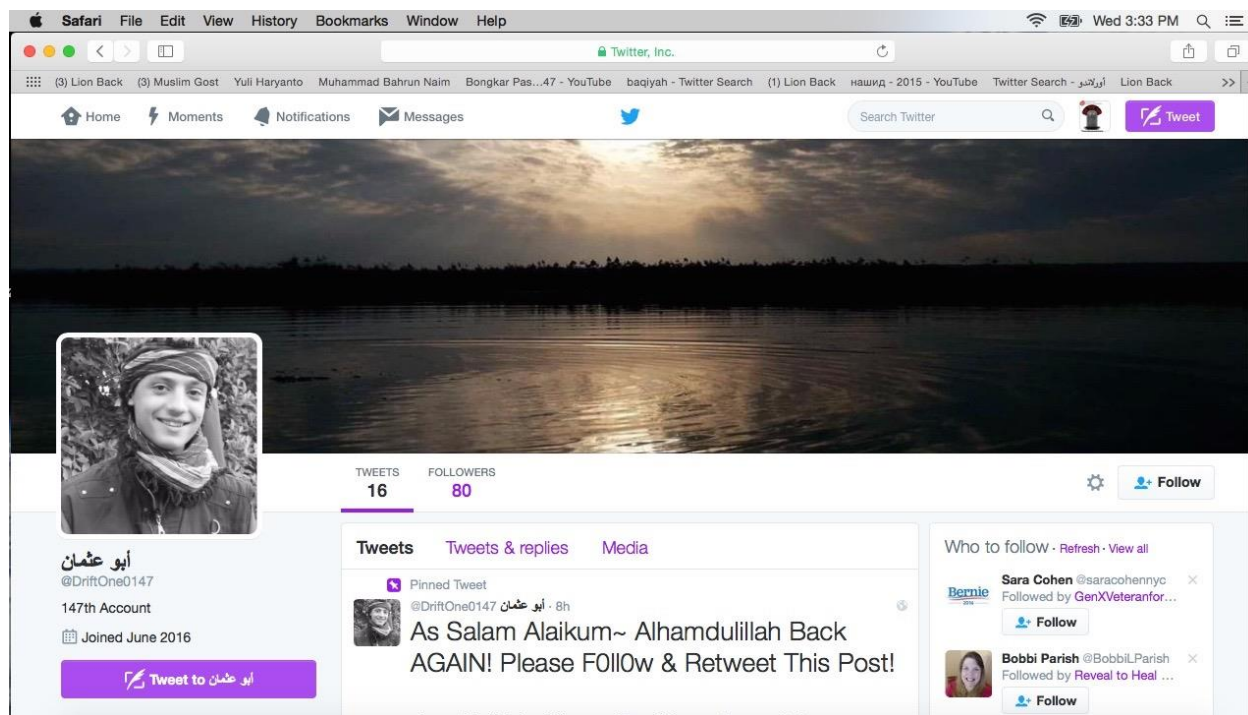 Safari File Edit View History Bookmarks Window Help Wed 3:33 PM
Twitter, Inc.
(3) Lion Back (3) Muslim Gost Yuli Haryanto Muhammad Bahrun Naim Bongkar Pas...47 - YouTube baqiyah - Twitter Search (1) Lion Back нашид - 2015 - YouTube Twitter Search - أورلاندو Lion Back >>
Home Moments Notifications Messages Search Twitter Tweet
TWEETS FOLLOWERS
16 80
Follow
أبو عثمان
@DriftOne0147
147th Account
Joined June 2016
Tweet to أبو عثمان
Tweets Tweets & replies Media
Pinned Tweet
@DriftOne0147 أبو عثمان · 8h
As Salam Alaikum~ Alhamdulillah Back
AGAIN! Please F0ll0w & Retweet This Post!
Who to follow · Refresh · View all
Bernie
2016
Sara Cohen @saracohennyc
Followed by GenXVeteranfor...
Follow
Bobbi Parish @BobbiLParish
Followed by Reveal to Heal ...
Follow